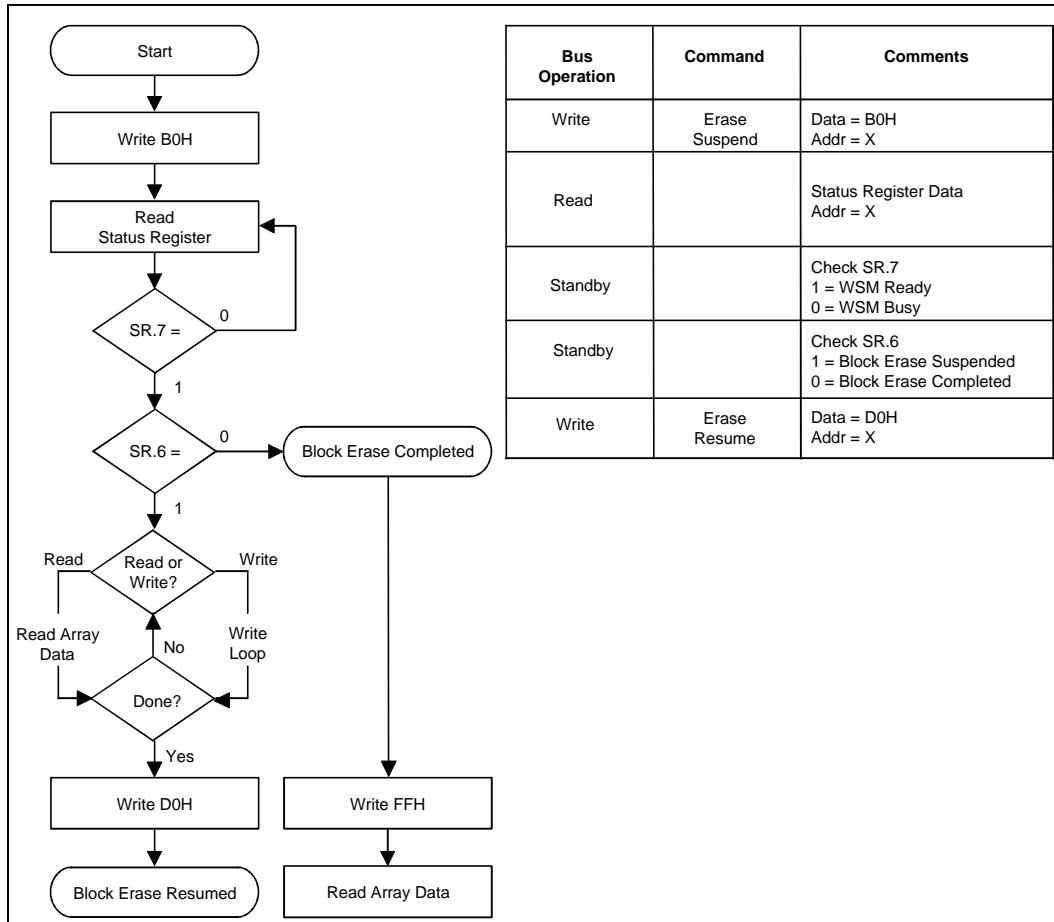 Start
Write B0H
Read
Status Register
SR.7 =
0
1
SR.6 =
0
Block Erase Completed
1
Read
Read or
Write?
Write
Read Array
Data
No
Write
Loop
Done?
Yes
Write D0H
Write FFH
Block Erase Resumed
Read Array Data
Bus
Operation
Command
Comments
Write
Erase
Suspend
Data = B0H
Addr = X
Read
Status Register Data
Addr = X
Standby
Check SR.7
1 = WSM Ready
0 = WSM Busy
Standby
Check SR.6
1 = Block Erase Suspended
0 = Block Erase Completed
Write
Erase
Resume
Data = D0H
Addr = X